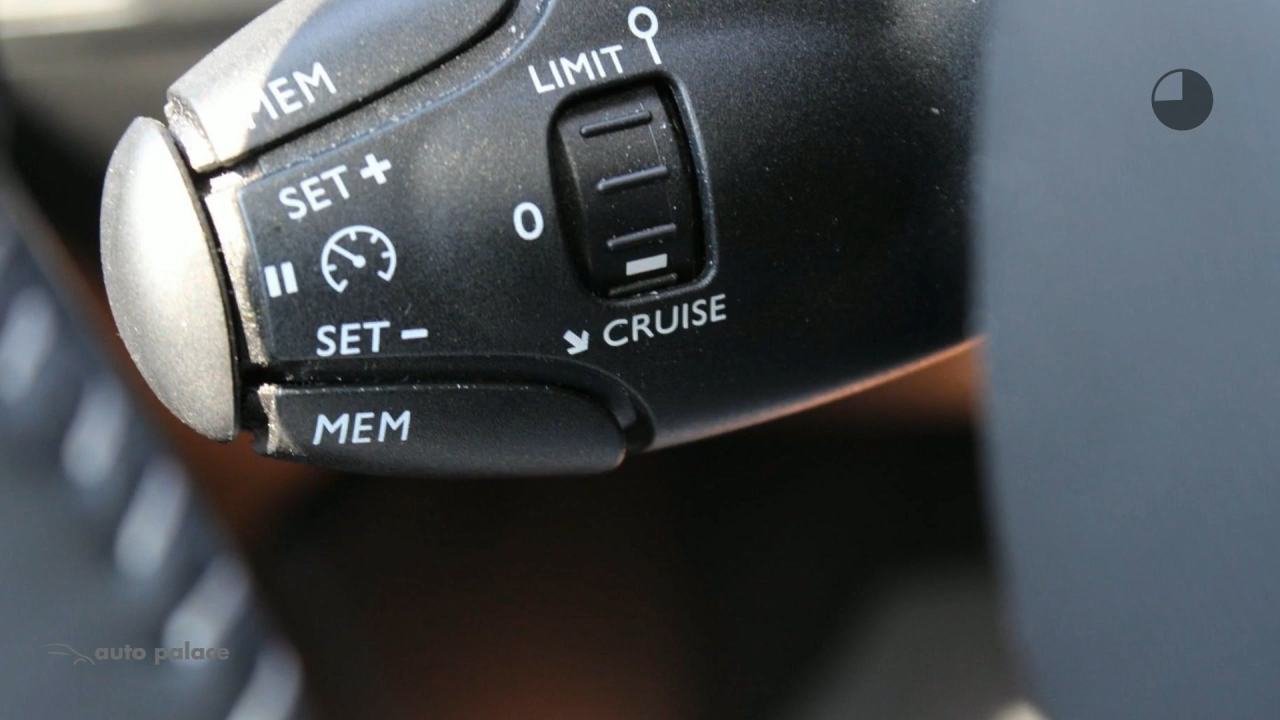 LIMIT
MEM
SET +
0
SET -
CRUISE
MEM
auto palace